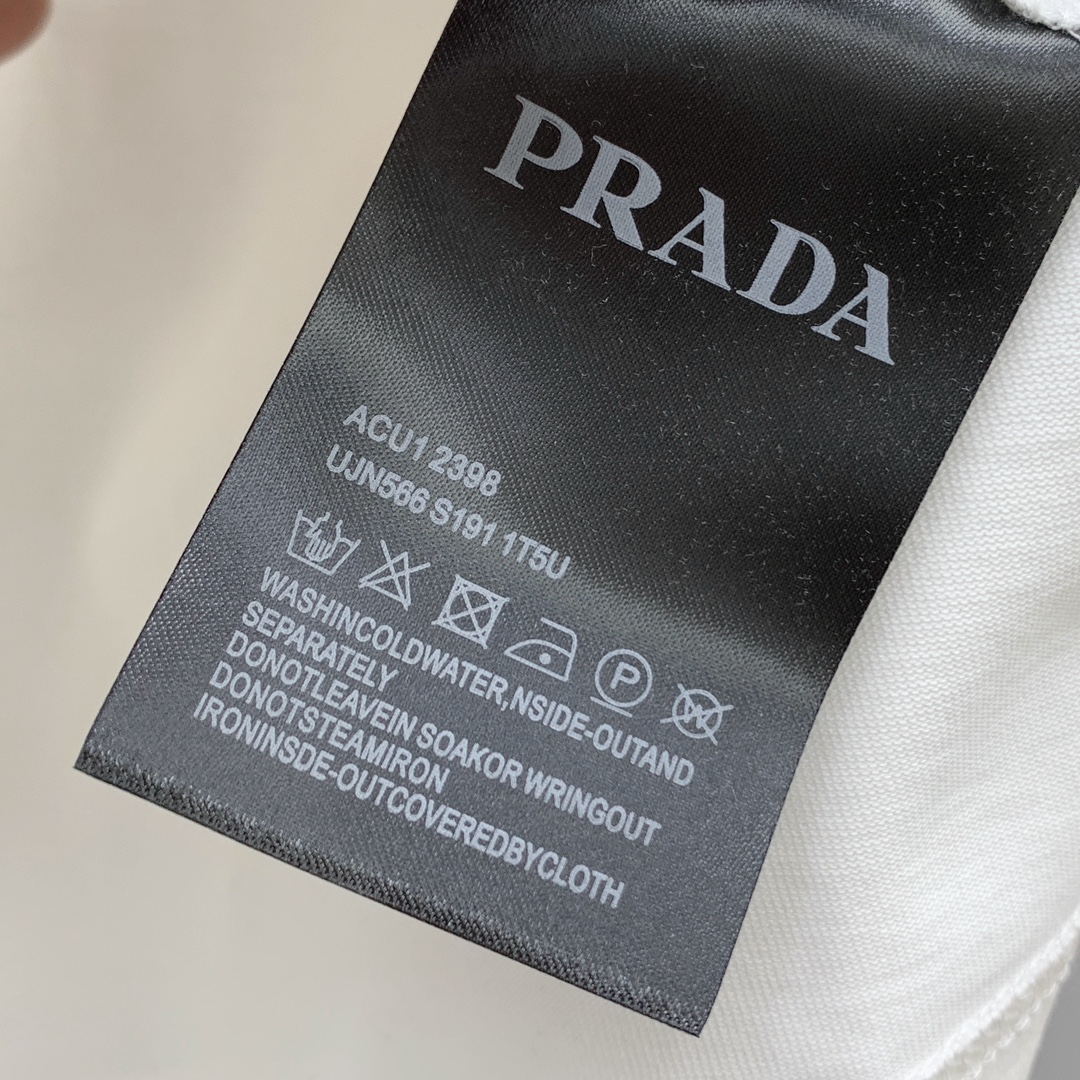 PRADA
ACU1 2398
UJN566 S191 1T5U
P
W
WASHINCOLDWATER,NSIDE-OUTAND
SEPARATELY
DONOTLEAVEIN SOAKOR WRINGOUT
DONOTSTEAMIRON
IRONINSDE-OUTCOVEREDBYCLOTH